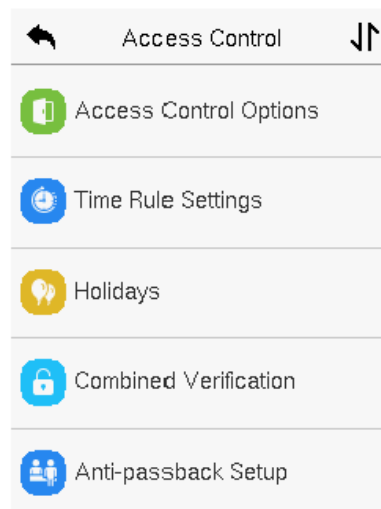 Access Control
Access Control Options
Time Rule Settings
Holidays
Combined Verification
Anti-passback Setup